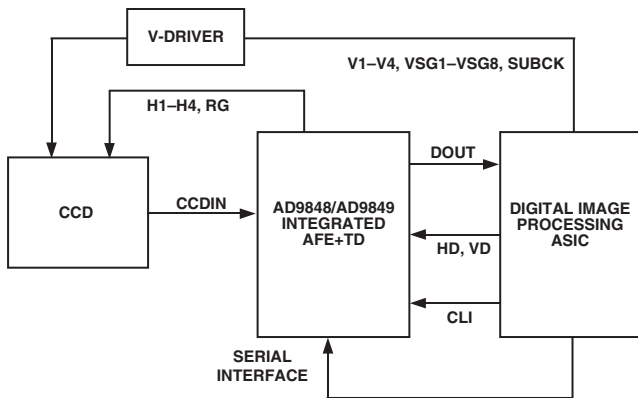 V-DRIVER
V1–V4, VSG1–VSG8, SUBCK
H1–H4, RG
CCD
CCDIN
AD9848/AD9849
INTEGRATED
AFE+TD
DOUT
HD, VD
CLI
DIGITAL IMAGE
PROCESSING
ASIC
SERIAL
INTERFACE